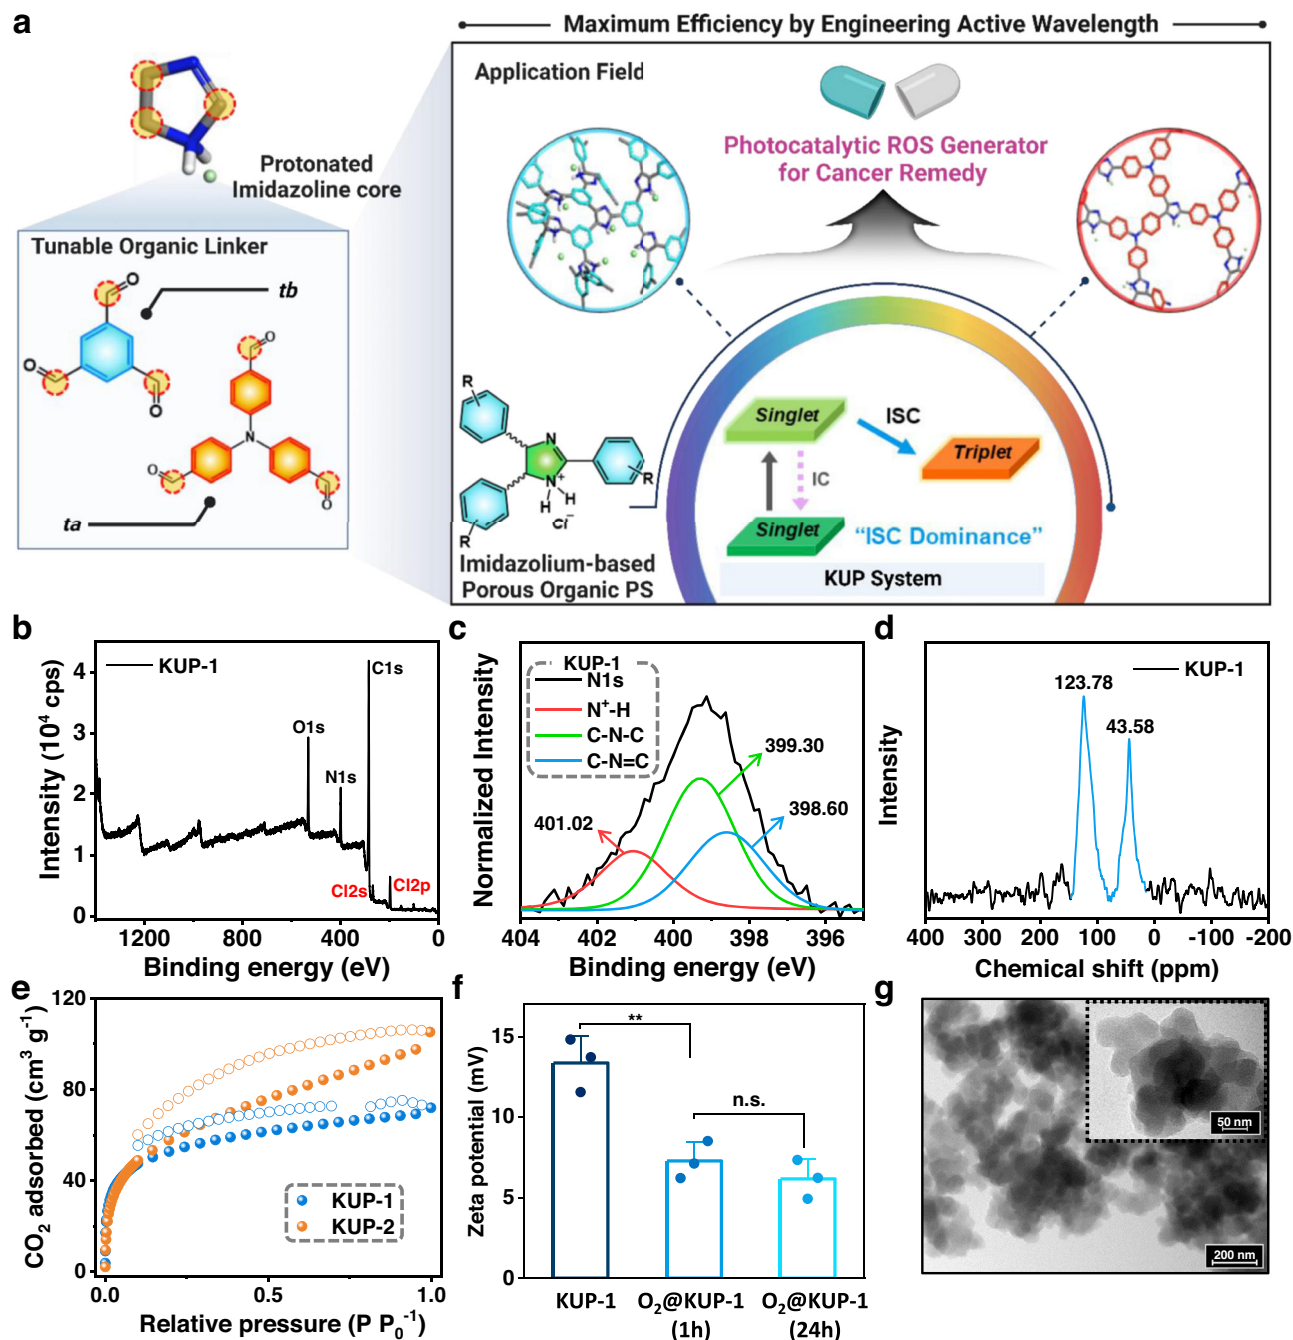 a
Maximum Efficiency by Engineering Active Wavelength
Protonated
Imidazoline core
Tunable Organic Linker
tb
O
O
O
O
N
O
O
ta
Application Field
Photocatalytic ROS Generator
for Cancer Remedy
R
N
R
N+
H H
Cl−
R
Imidazolium-based
Porous Organic PS
Singlet
ISC
Triplet
IC
Singlet
“ISC Dominance”
KUP System
b
KUP-1
C1s
O1s
N1s
Cl2s
Cl2p
4
3
2
1
0
1200 800 400 0
Intensity (10⁴ cps)
Binding energy (eV)
c
KUP-1
N1s
N⁺-H
C-N-C
C-N=C
399.30
398.60
401.02
404 402 400 398 396
Normalized Intensity
Binding energy (eV)
d
KUP-1
123.78
43.58
400 300 200 100 0 -100 -200
Intensity
Chemical shift (ppm)
e
120
80
40
0
KUP-1
KUP-2
0.0 0.5 1.0
CO₂ adsorbed (cm³ g⁻¹)
Relative pressure (P P₀⁻¹)
f
15
10
5
0
**
n.s.
Zeta potential (mV)
KUP-1 O₂@KUP-1 O₂@KUP-1
(1h) (24h)
g
50 nm
200 nm